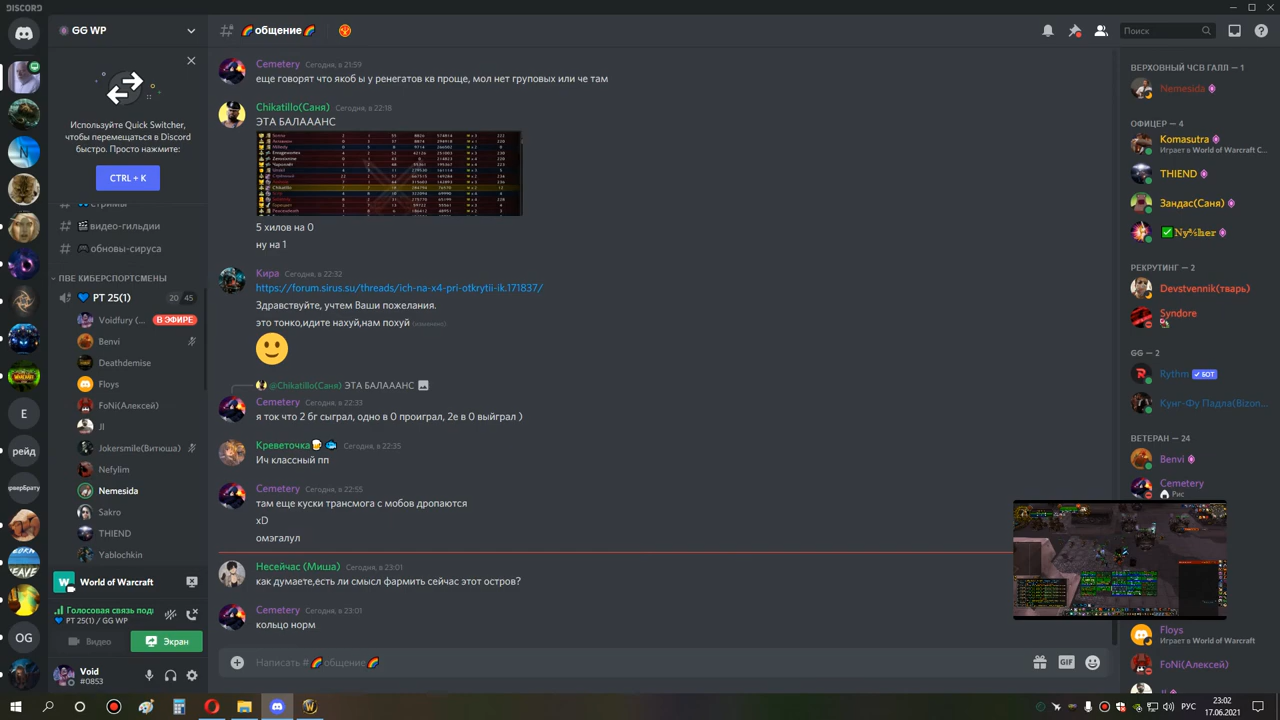 DISCORD
GG WP
Используйте Quick Switcher,
чтобы перемещаться в Discord
быстро. Просто нажмите:
CTRL + K
# стримы
# видео-гильдии
# обновы-сируса
ПВЕ КИБЕРСПОРТСМЕНЫ
РТ 25(1) 20 45
Voidfury (... В ЭФИРЕ
Benvi
Deathdemise
Floys
FoNi(Алексей)
Jl
Jokersmile(Витюша)
Nefylim
Nemesida
Sakro
THIEND
Yablochkin
World of Warcraft
Голосовая связь под
РТ 25(1) / GG WP
Видео
Экран
Void
#0853
E
рейд
OG
общение
Cemetery Сегодня, в 21:59
еще говорят что якоб ы у ренегатов кв проще, мол нет груповых или че там
Chikatillo(Саня) Сегодня, в 22:18
ЭТА БАЛАААНС
5 хилов на 0
ну на 1
Кира Сегодня, в 22:32
https://forum.sirus.su/threads/ich-na-x4-pri-otkrytii-ik.171837/
Здравствуйте, учтем Ваши пожелания.
это тонко,идите нахуй,нам похуй (изменено)
@Chikatillo(Саня) ЭТА БАЛАААНС
Cemetery Сегодня, в 22:33
я ток что 2 бг сыграл, одно в 0 проиграл, 2е в 0 выйграл )
Креветочка Сегодня, в 22:35
Ич классный пп
Cemetery Сегодня, в 22:55
там еще куски трансмога с мобов дропаются
xD
омэгалул
Несейчас (Миша) Сегодня, в 23:01
как думаете,есть ли смысл фармить сейчас этот остров?
Cemetery Сегодня, в 23:01
кольцо норм
Написать # общение
GIF
Поиск
ВЕРХОВНЫЙ ЧСВ ГАЛЛ — 1
Nemesida
ОФИЦЕР — 4
Komasutra
Играет в World of Warcraft C...
THIEND
Зандас(Саня)
РЕКРУТИНГ — 2
Devstvennik(тварь)
Syndore
GG — 2
Rythm БОТ
Кунг-Фу Падла(Bizon...
ВЕТЕРАН — 24
Benvi
Cemetery
Рис
Floys
Играет в World of Warcraft
FoNi(Алексей)
РУС
23:02
17.06.2021